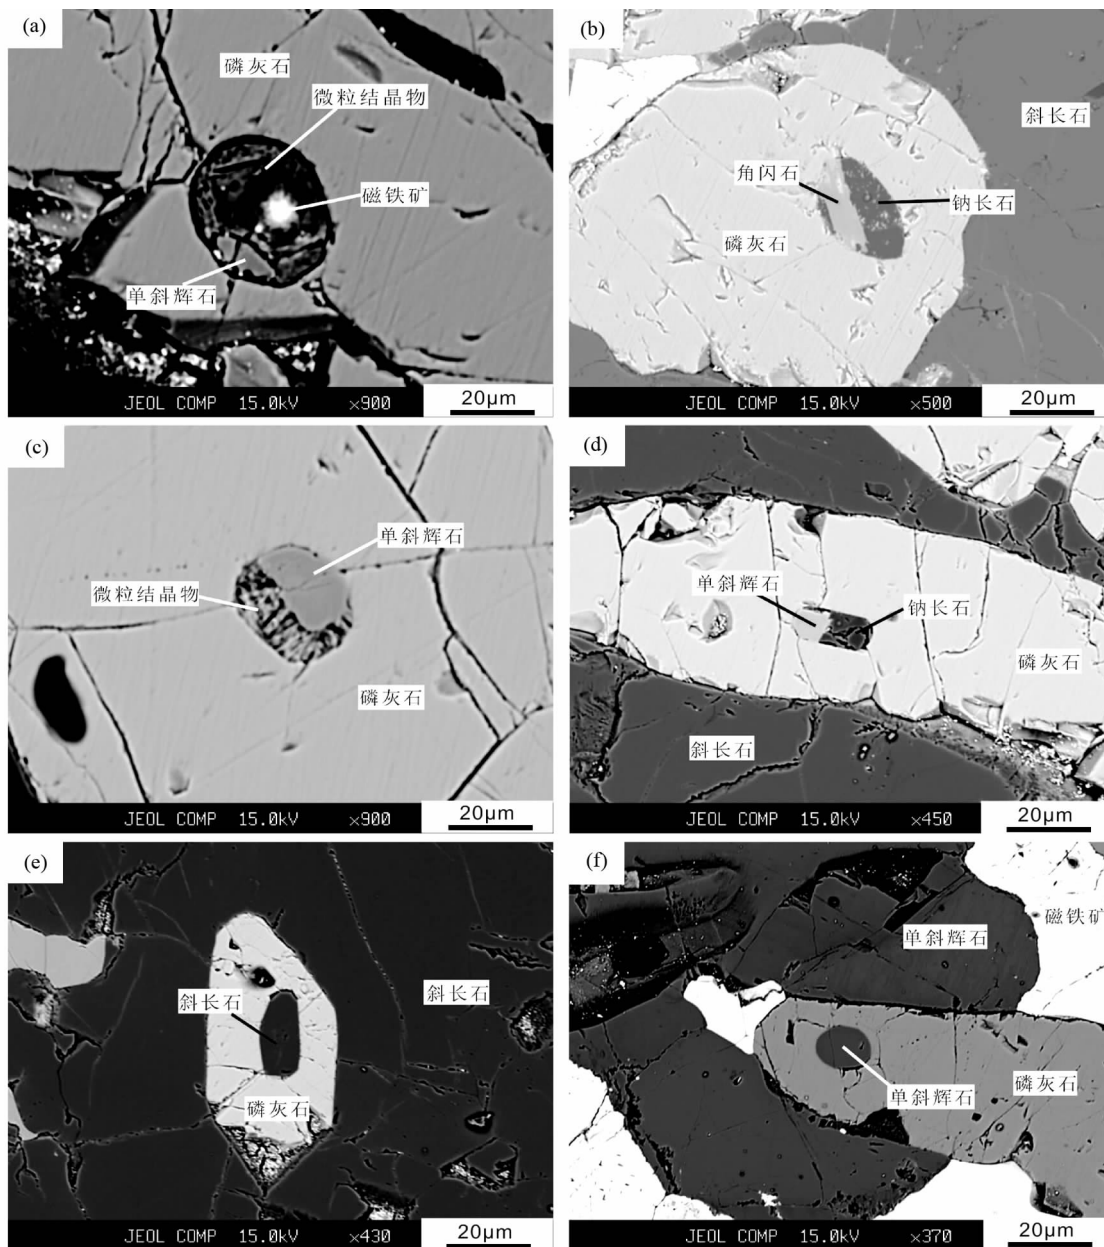 (a)
磷灰石
微粒结晶物
磁铁矿
单斜辉石
JEOL COMP 15.0kV ×900
20μm
(b)
斜长石
角闪石
钠长石
磷灰石
JEOL COMP 15.0kV ×500
20μm
(c)
单斜辉石
微粒结晶物
磷灰石
JEOL COMP 15.0kV ×900
20μm
(d)
单斜辉石
钠长石
磷灰石
斜长石
JEOL COMP 15.0kV ×450
20μm
(e)
斜长石
斜长石
磷灰石
JEOL COMP 15.0kV ×430
20μm
(f)
磁铁矿
单斜辉石
磷灰石
单斜辉石
JEOL COMP 15.0kV ×370
20μm